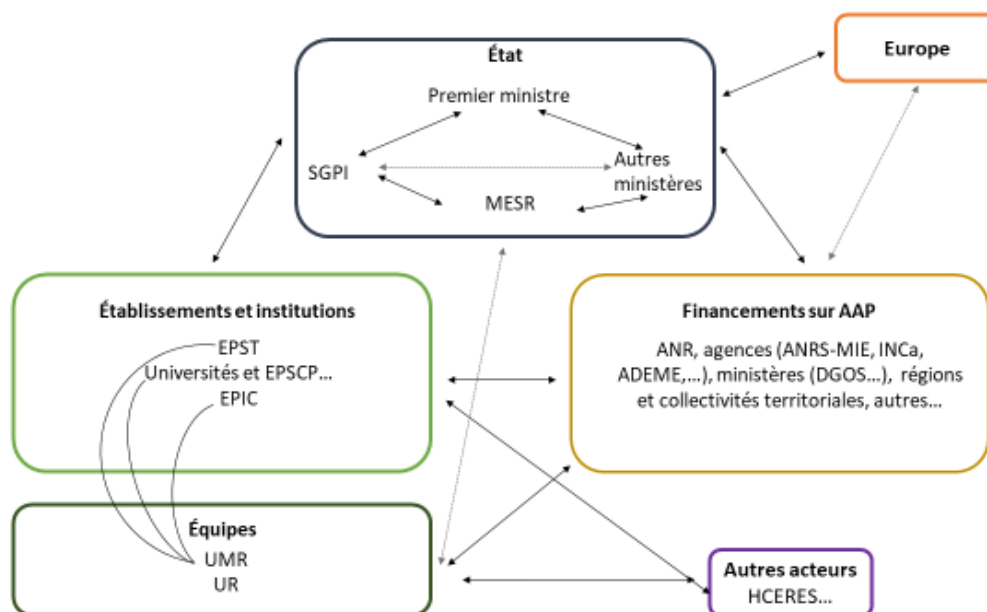 État
Europe
Premier ministre
SGPI
Autres
ministères
MESR
Établissements et institutions
EPST
Universités et EPSCP...
EPIC
Financements sur AAP
ANR, agences (ANRS-MIE, INCa,
ADEME,...), ministères (DGOS...), régions
et collectivités territoriales, autres...
Équipes
UMR
UR
Autres acteurs
HCERES...